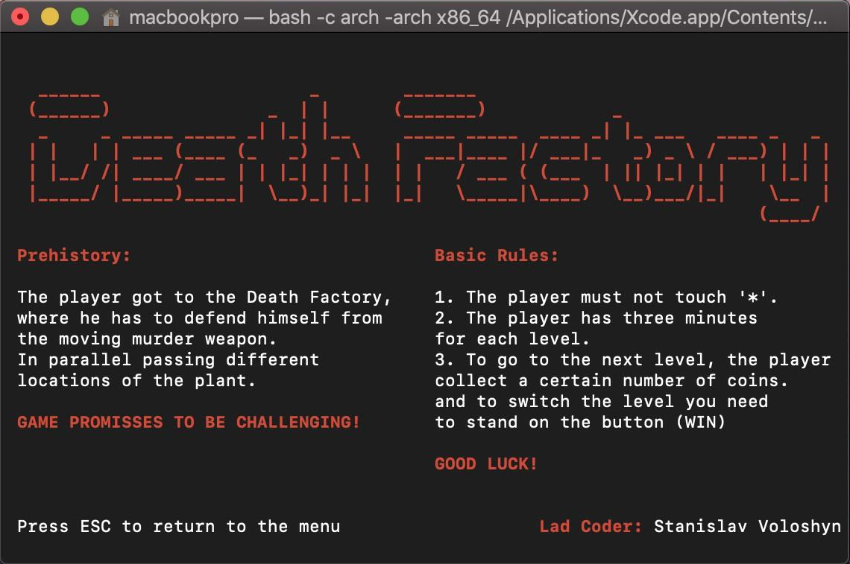 macbookpro — bash -c arch -arch x86_64 /Applications/Xcode.app/Contents/...
Death Factory
Prehistory:
The player got to the Death Factory,
where he has to defend himself from
the moving murder weapon.
In parallel passing different
locations of the plant.
GAME PROMISSES TO BE CHALLENGING!
Basic Rules:
1. The player must not touch '*'.
2. The player has three minutes
for each level.
3. To go to the next level, the player
collect a certain number of coins.
and to switch the level you need
to stand on the button (WIN)
GOOD LUCK!
Press ESC to return to the menu
Lad Coder: Stanislav Voloshyn